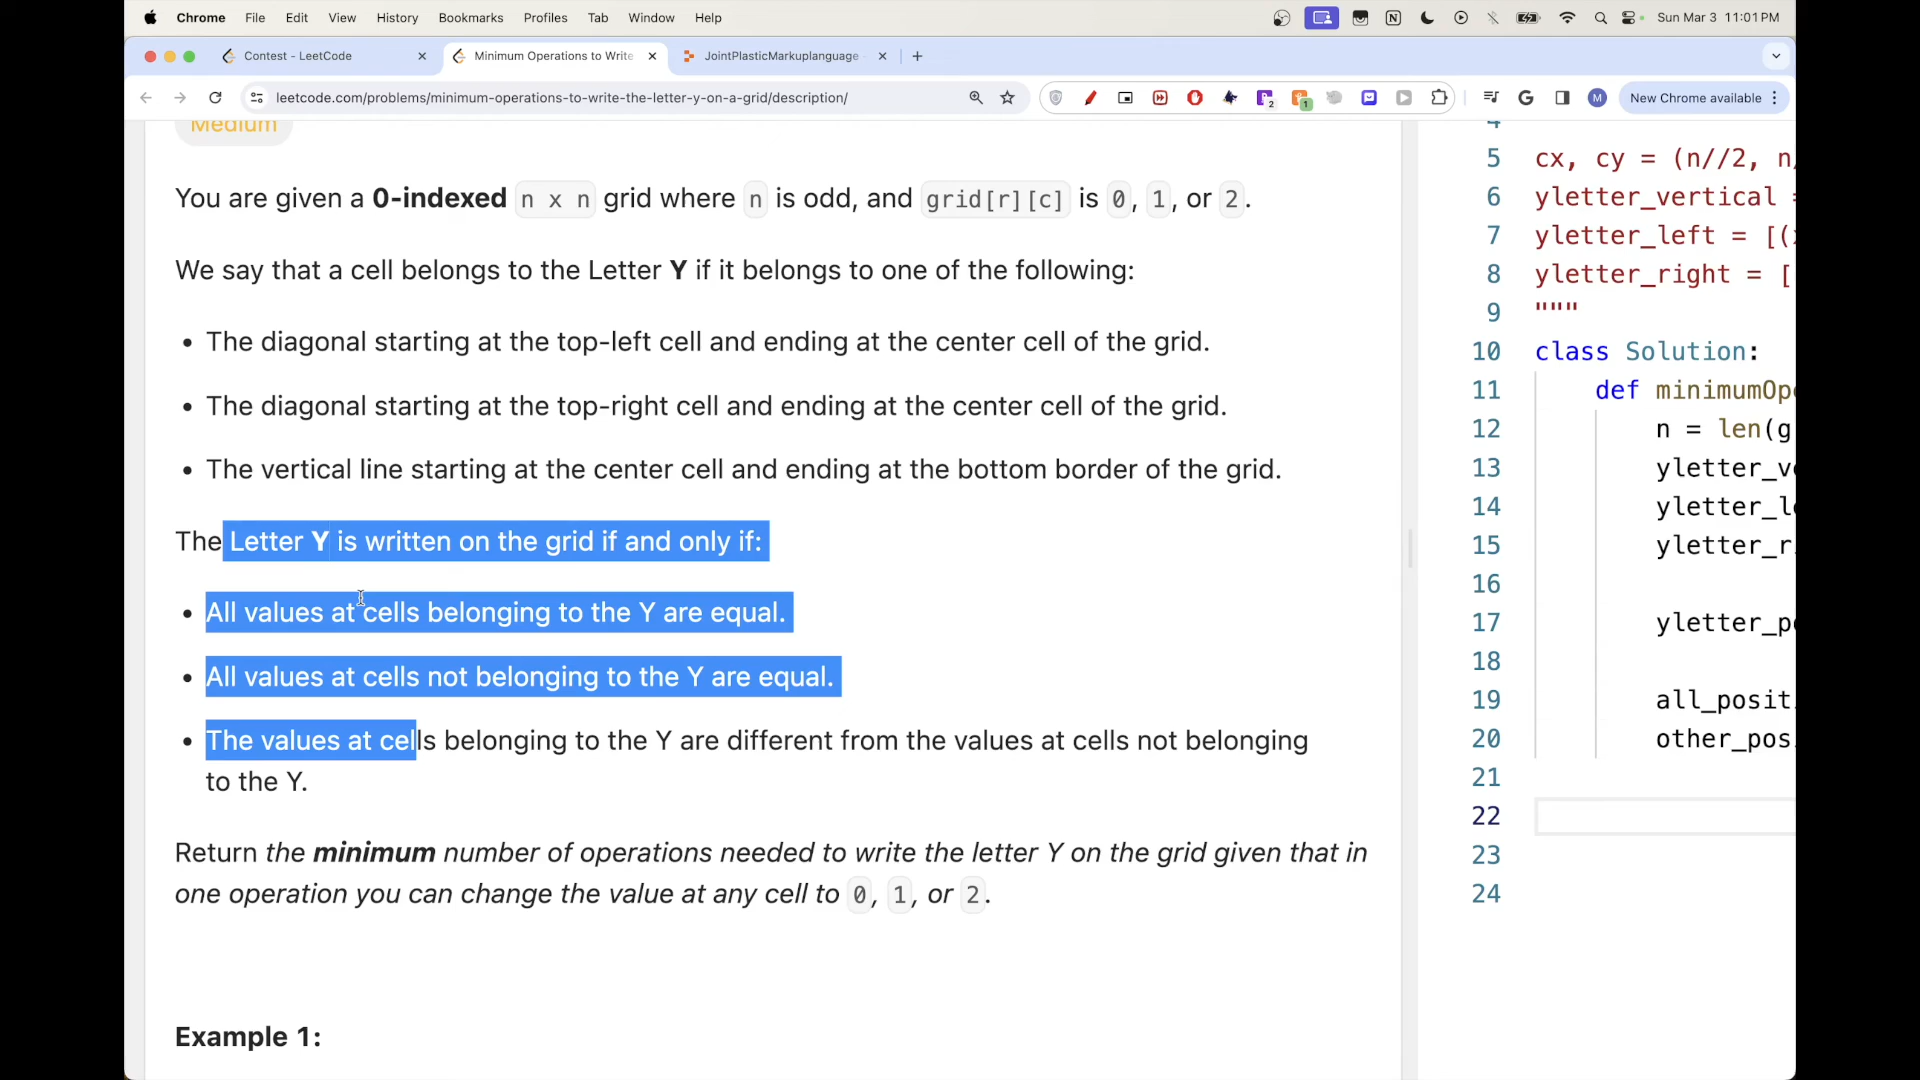 Chrome File Edit View History Bookmarks Profiles Tab Window Help Sun Mar 3 11:01 PM
Contest - LeetCode Minimum Operations to Write JointPlasticMarkuplanguage
leetcode.com/problems/minimum-operations-to-write-the-letter-y-on-a-grid/description/ 2 1 G M New Chrome available
Medium
You are given a 0-indexed n x n grid where n is odd, and grid[r][c] is 0, 1, or 2.
We say that a cell belongs to the Letter Y if it belongs to one of the following:
• The diagonal starting at the top-left cell and ending at the center cell of the grid.
• The diagonal starting at the top-right cell and ending at the center cell of the grid.
• The vertical line starting at the center cell and ending at the bottom border of the grid.
The Letter Y is written on the grid if and only if:
• All values at cells belonging to the Y are equal.
• All values at cells not belonging to the Y are equal.
• The values at cells belonging to the Y are different from the values at cells not belonging
to the Y.
Return the minimum number of operations needed to write the letter Y on the grid given that in
one operation you can change the value at any cell to 0, 1, or 2.
Example 1:
4
5 cx, cy = (n//2, n
6 yletter_vertical =
7 yletter_left = [(
8 yletter_right = [
9 """
10 class Solution:
11 def minimumOp
12 n = len(g
13 yletter_v
14 yletter_l
15 yletter_r
16
17 yletter_p
18
19 all_posit
20 other_pos
21
22
23
24